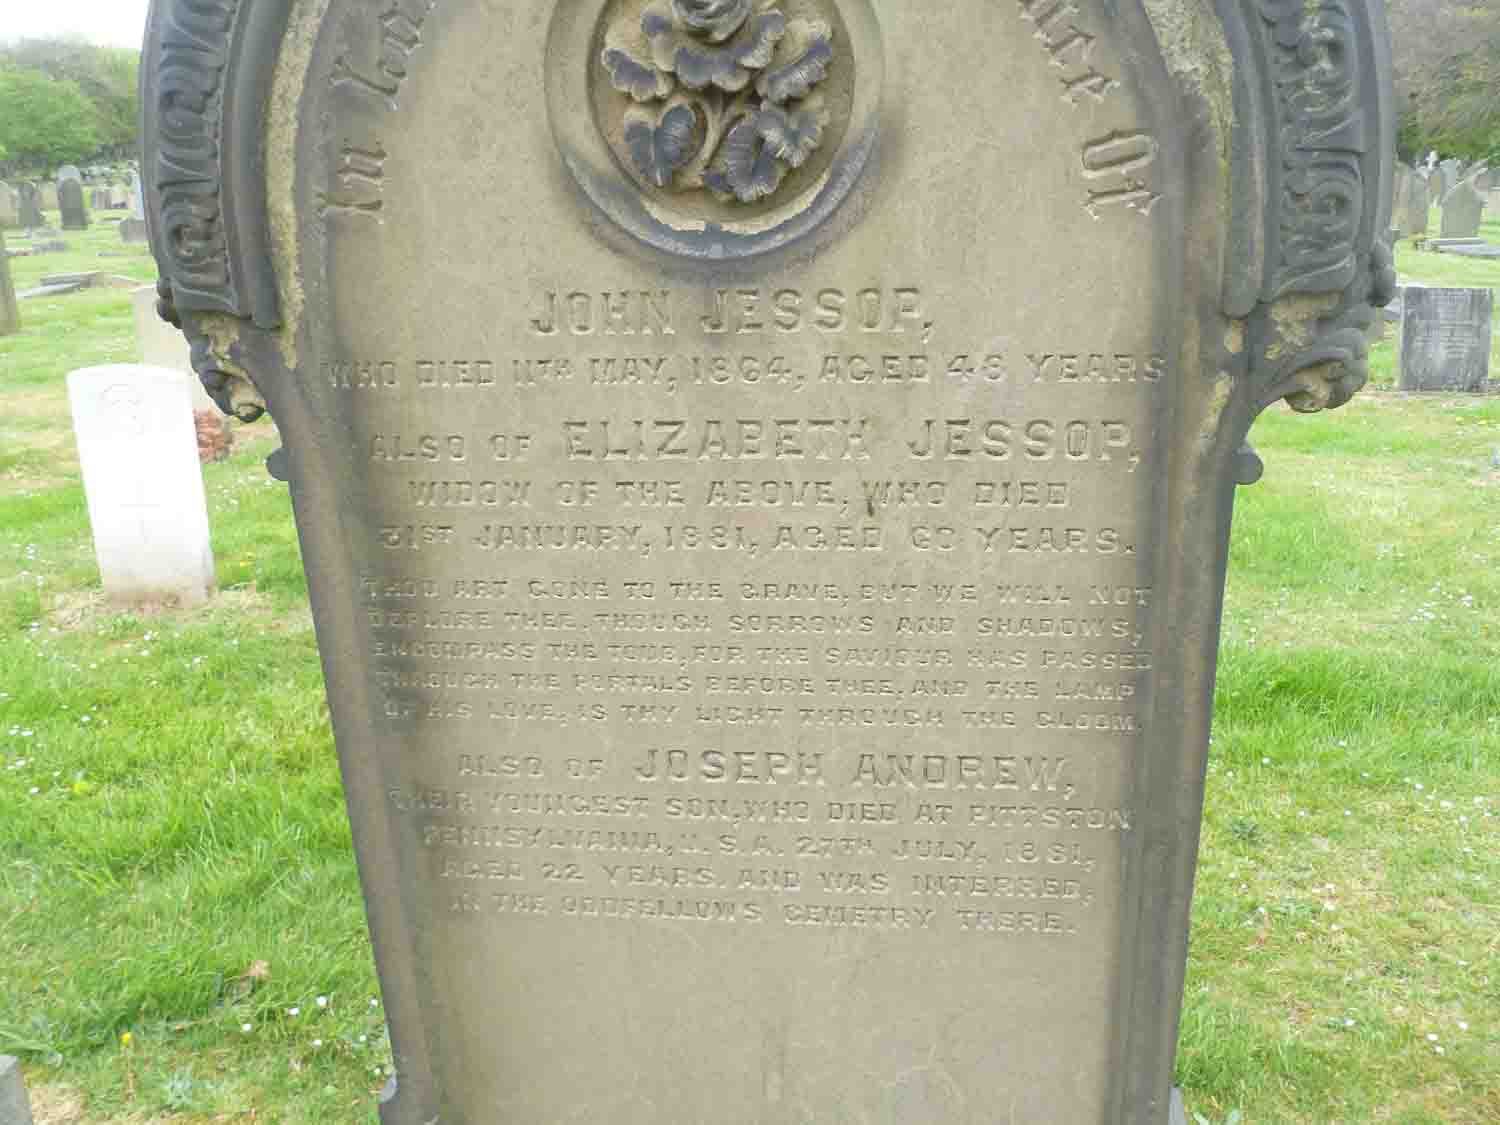 In
Of
JOHN JESSOP,
WHO DIED 11TH MAY, 1864, AGED 48 YEARS
ALSO OF ELIZABETH JESSOP,
WIDOW OF THE ABOVE, WHO DIED
31ST JANUARY, 1881, AGED YEARS.
THOU ART GONE TO THE GRAVE, BUT WE WILL NOT
DEPLORE THEE, THOUGH SORROWS AND SHADOWS,
ENCOMPASS THE TOMB, FOR THE SAVIOUR HAS PASSED
THROUGH THE PORTALS BEFORE THEE, AND THE LAMP
OF HIS LOVE, IS THY LIGHT THROUGH THE GLOOM.
ALSO OF JOSEPH ANDREW,
THEIR YOUNGEST SON, WHO DIED AT PITTSTON
PENNSYLVANIA, U.S.A. 27TH JULY, 1881,
AGED 22 YEARS. AND WAS INTERRED,
IN THE ODDFELLOWS CEMETRY THERE.